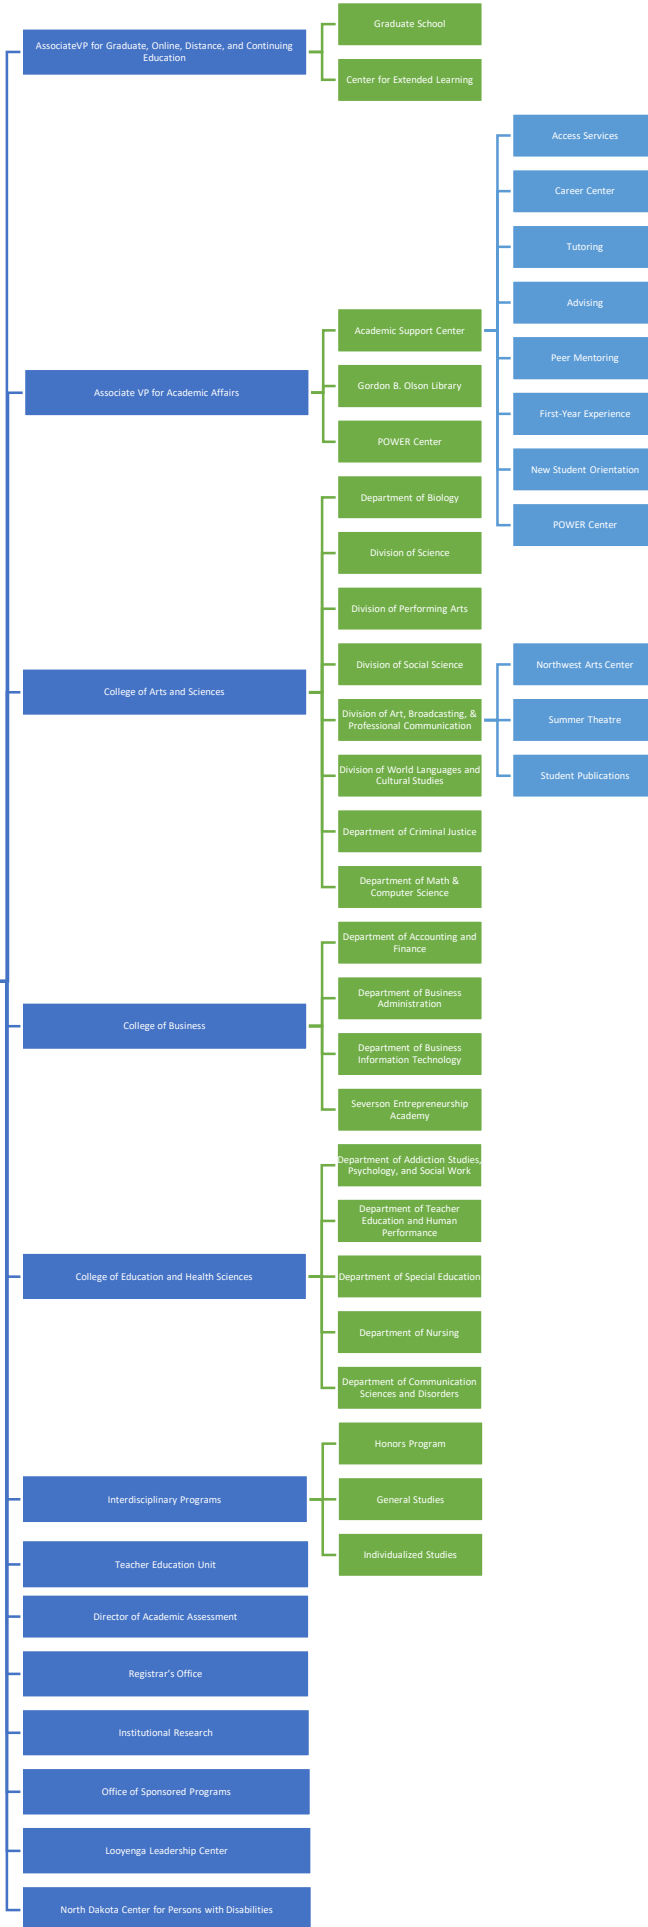 AssociateVP for Graduate, Online, Distance, and Continuing
Education
Graduate School
Center for Extended Learning
Associate VP for Academic Affairs
Academic Support Center
Access Services
Career Center
Tutoring
Advising
Peer Mentoring
First-Year Experience
New Student Orientation
POWER Center
Gordon B. Olson Library
POWER Center
College of Arts and Sciences
Department of Biology
Division of Science
Division of Performing Arts
Division of Social Science
Division of Art, Broadcasting, &
Professional Communication
Northwest Arts Center
Summer Theatre
Student Publications
Division of World Languages and
Cultural Studies
Department of Criminal Justice
Department of Math &
Computer Science
College of Business
Department of Accounting and
Finance
Department of Business
Administration
Department of Business
Information Technology
Severson Entrepreneurship
Academy
College of Education and Health Sciences
Department of Addiction Studies,
Psychology, and Social Work
Department of Teacher
Education and Human
Performance
Department of Special Education
Department of Nursing
Department of Communication
Sciences and Disorders
Interdisciplinary Programs
Honors Program
General Studies
Individualized Studies
Teacher Education Unit
Director of Academic Assessment
Registrar's Office
Institutional Research
Office of Sponsored Programs
Looyenga Leadership Center
North Dakota Center for Persons with Disabilities